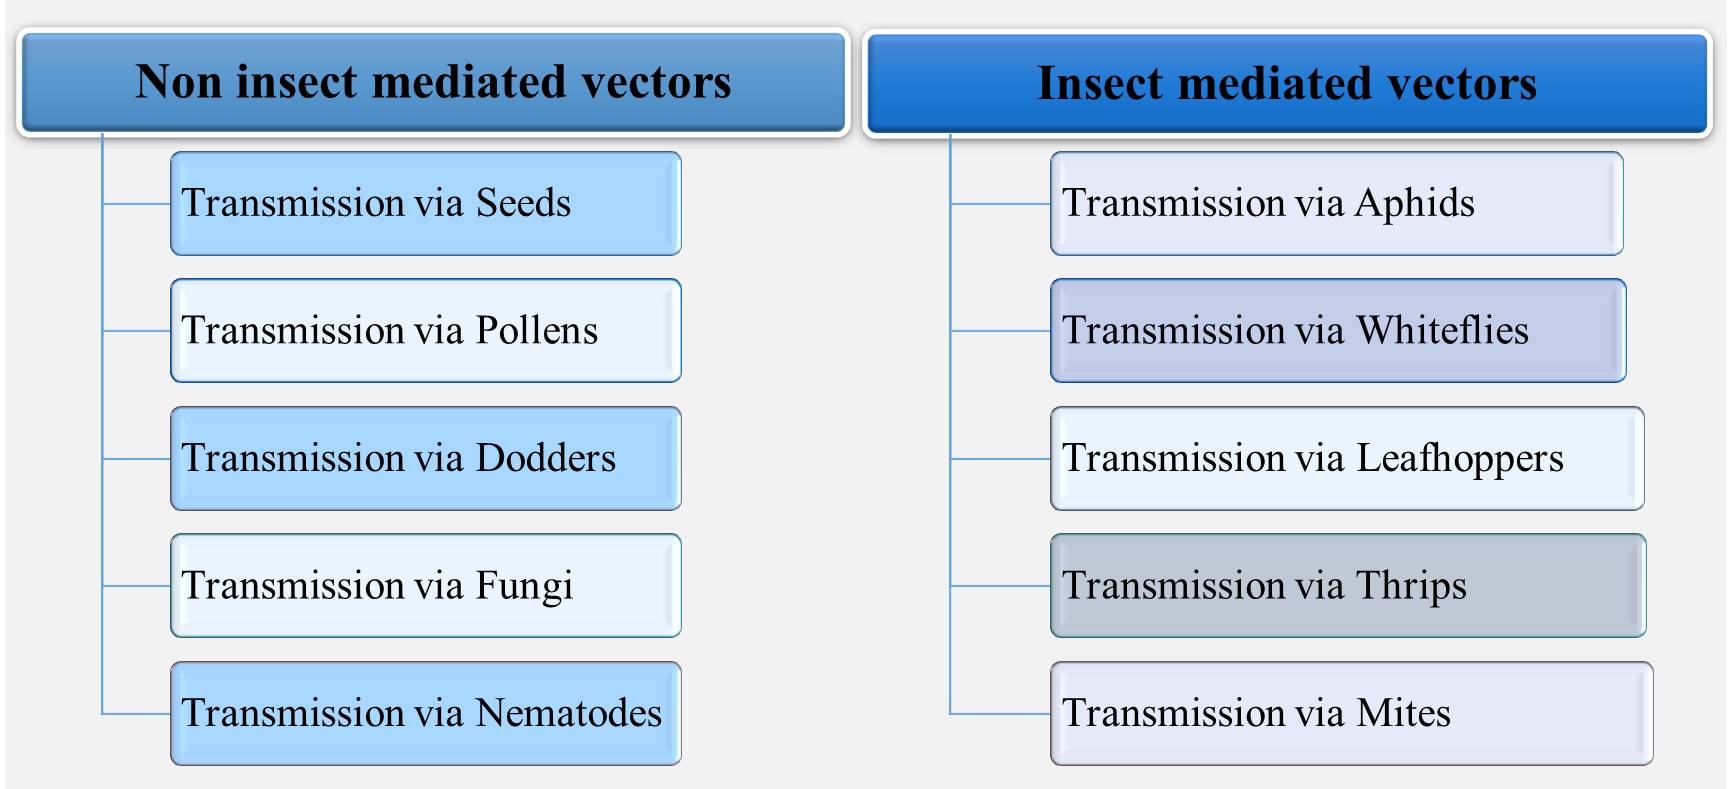 Non insect mediated vectors
Transmission via Seeds
Transmission via Pollens
Transmission via Dodders
Transmission via Fungi
Transmission via Nematodes
Insect mediated vectors
Transmission via Aphids
Transmission via Whiteflies
Transmission via Leafhoppers
Transmission via Thrips
Transmission via Mites